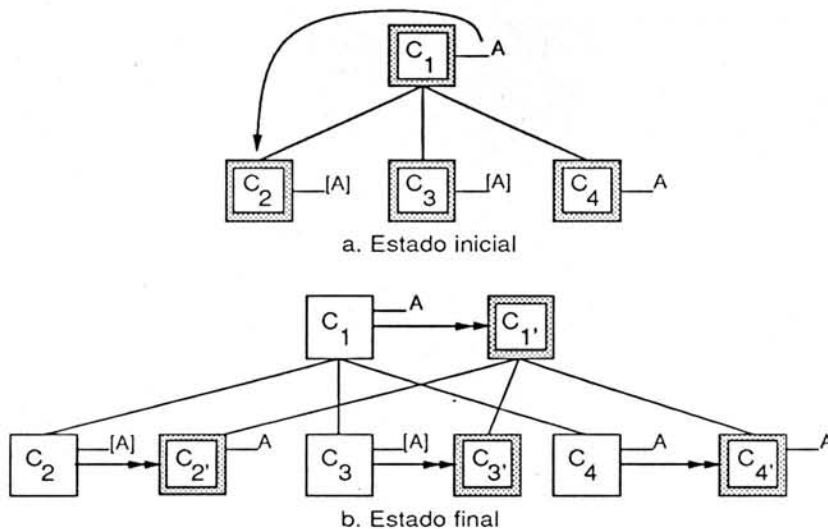 C1 A
C2 [A] C3 [A] C4 A
a. Estado inicial
C1 A C1'
C2 [A] C2' A C3 [A] C3' C4 A C4' A
b. Estado final